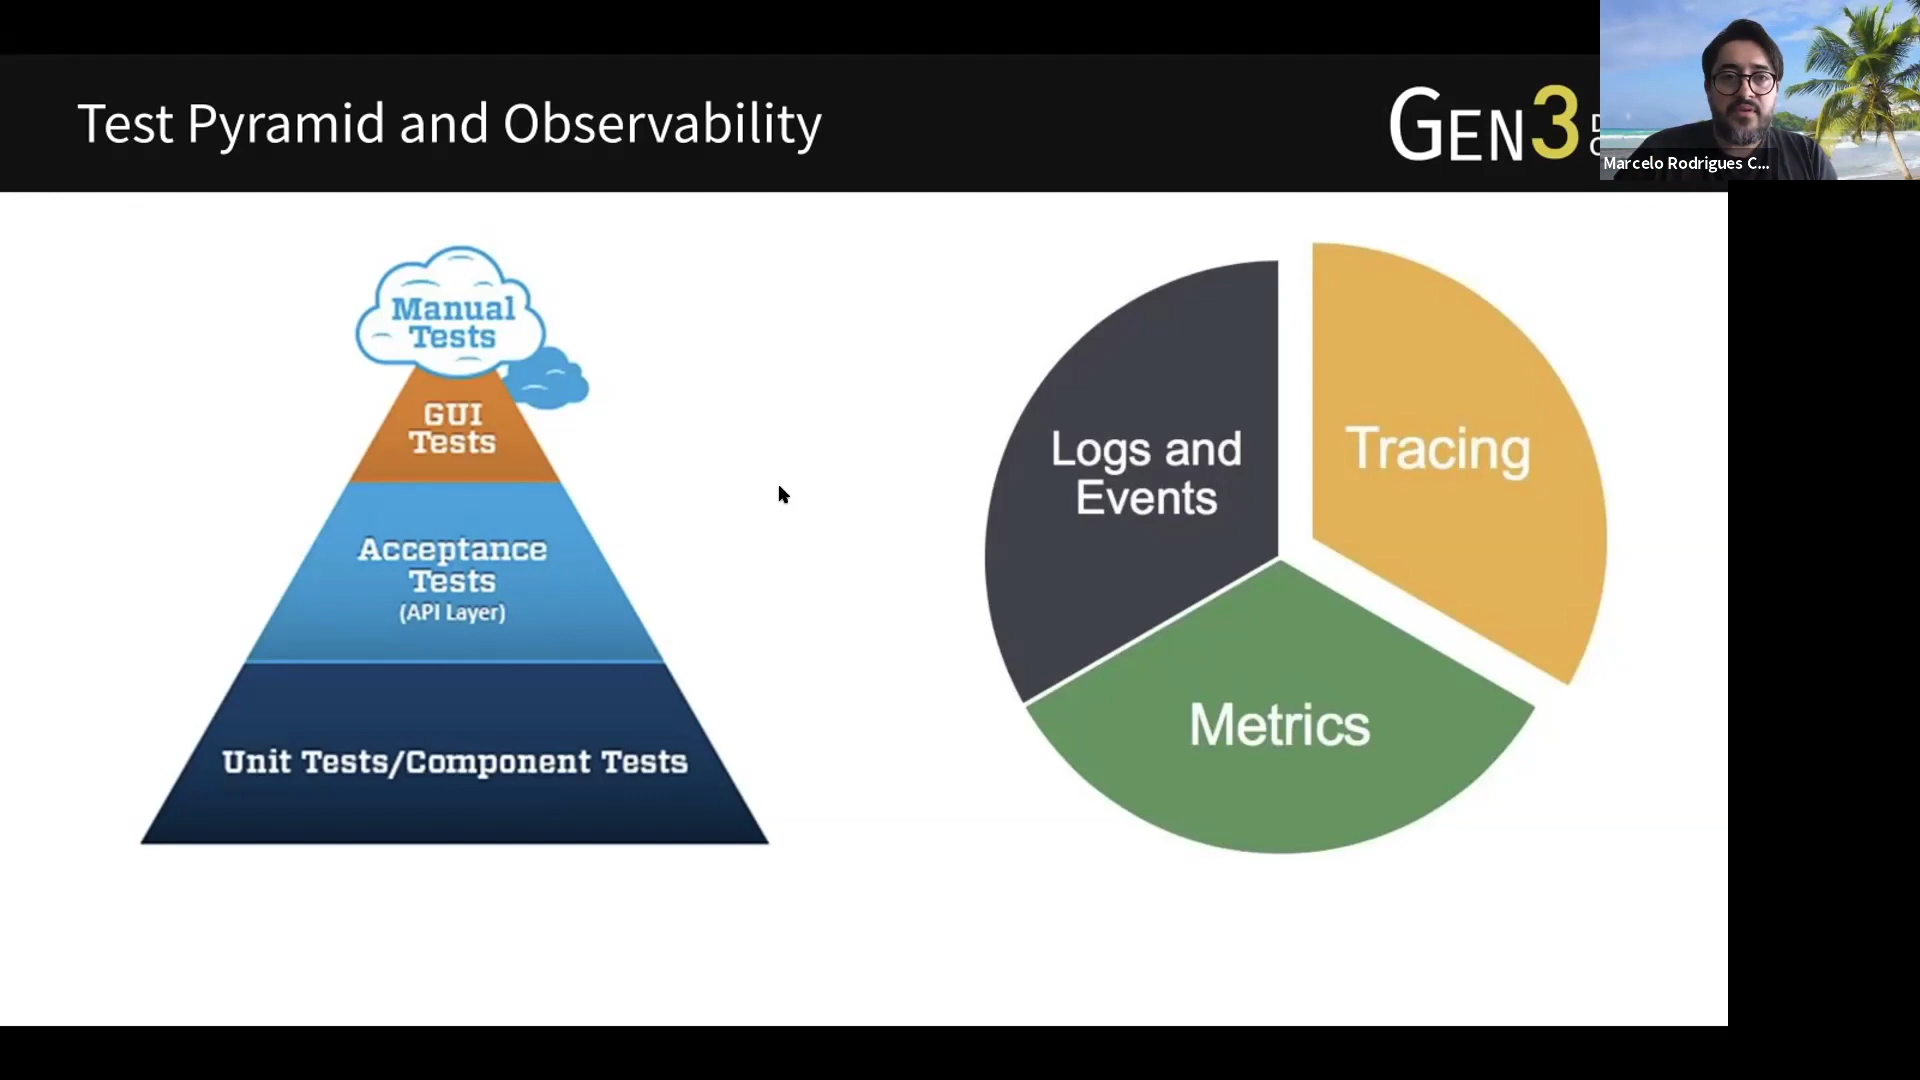 Test Pyramid and Observability
GEN3
Marcelo Rodrigues C...
Manual
Tests
GUI
Tests
Acceptance
Tests
(API Layer)
Unit Tests/Component Tests
Logs and
Events
Tracing
Metrics